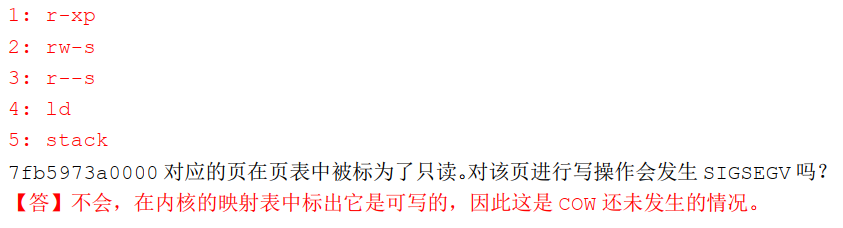 1: r-xp
2: rw-s
3: r--s
4: ld
5: stack
7fb5973a0000 对应的页在页表中被标为了只读。对该页进行写操作会发生 SIGSEGV 吗？
【答】不会，在内核的映射表中标出它是可写的，因此这是 COW 还未发生的情况。